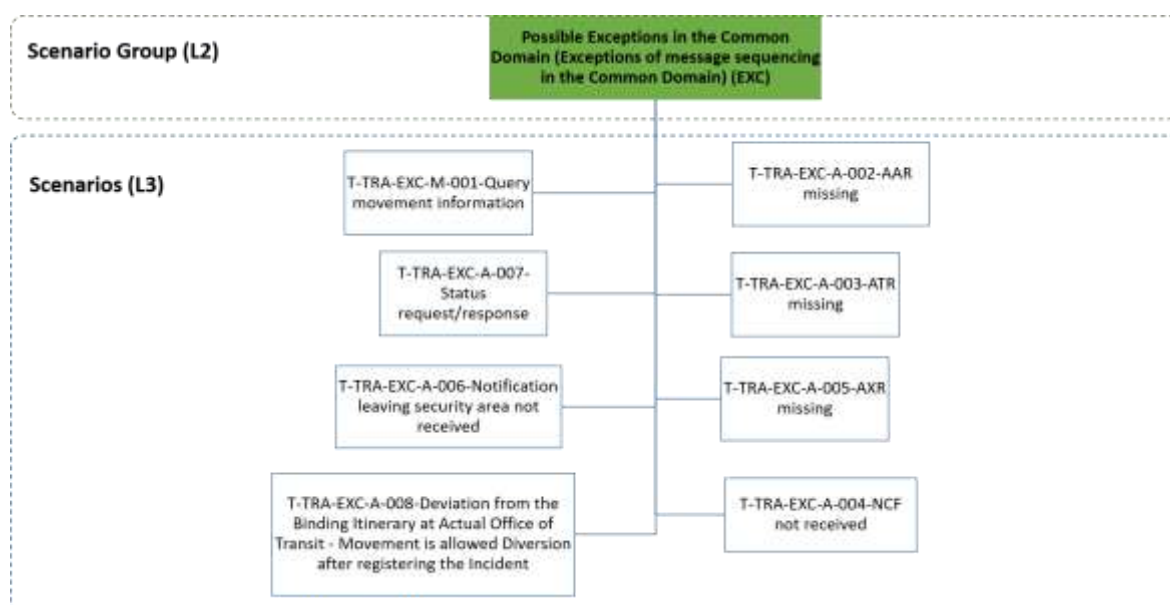 Scenario Group (L2)
Possible Exceptions in the Common
Domain (Exceptions of message sequencing
in the Common Domain) (EXC)
Scenarios (L3)
T-TRA-EXC-M-001-Query
movement information
T-TRA-EXC-A-002-AAR
missing
T-TRA-EXC-A-007-
Status
request/response
T-TRA-EXC-A-003-ATR
missing
T-TRA-EXC-A-006-Notification
leaving security area not
received
T-TRA-EXC-A-005-AXR
missing
T-TRA-EXC-A-008-Deviation from the
Binding Itinerary at Actual Office of
Transit - Movement is allowed Diversion
after registering the Incident
T-TRA-EXC-A-004-NCF
not received